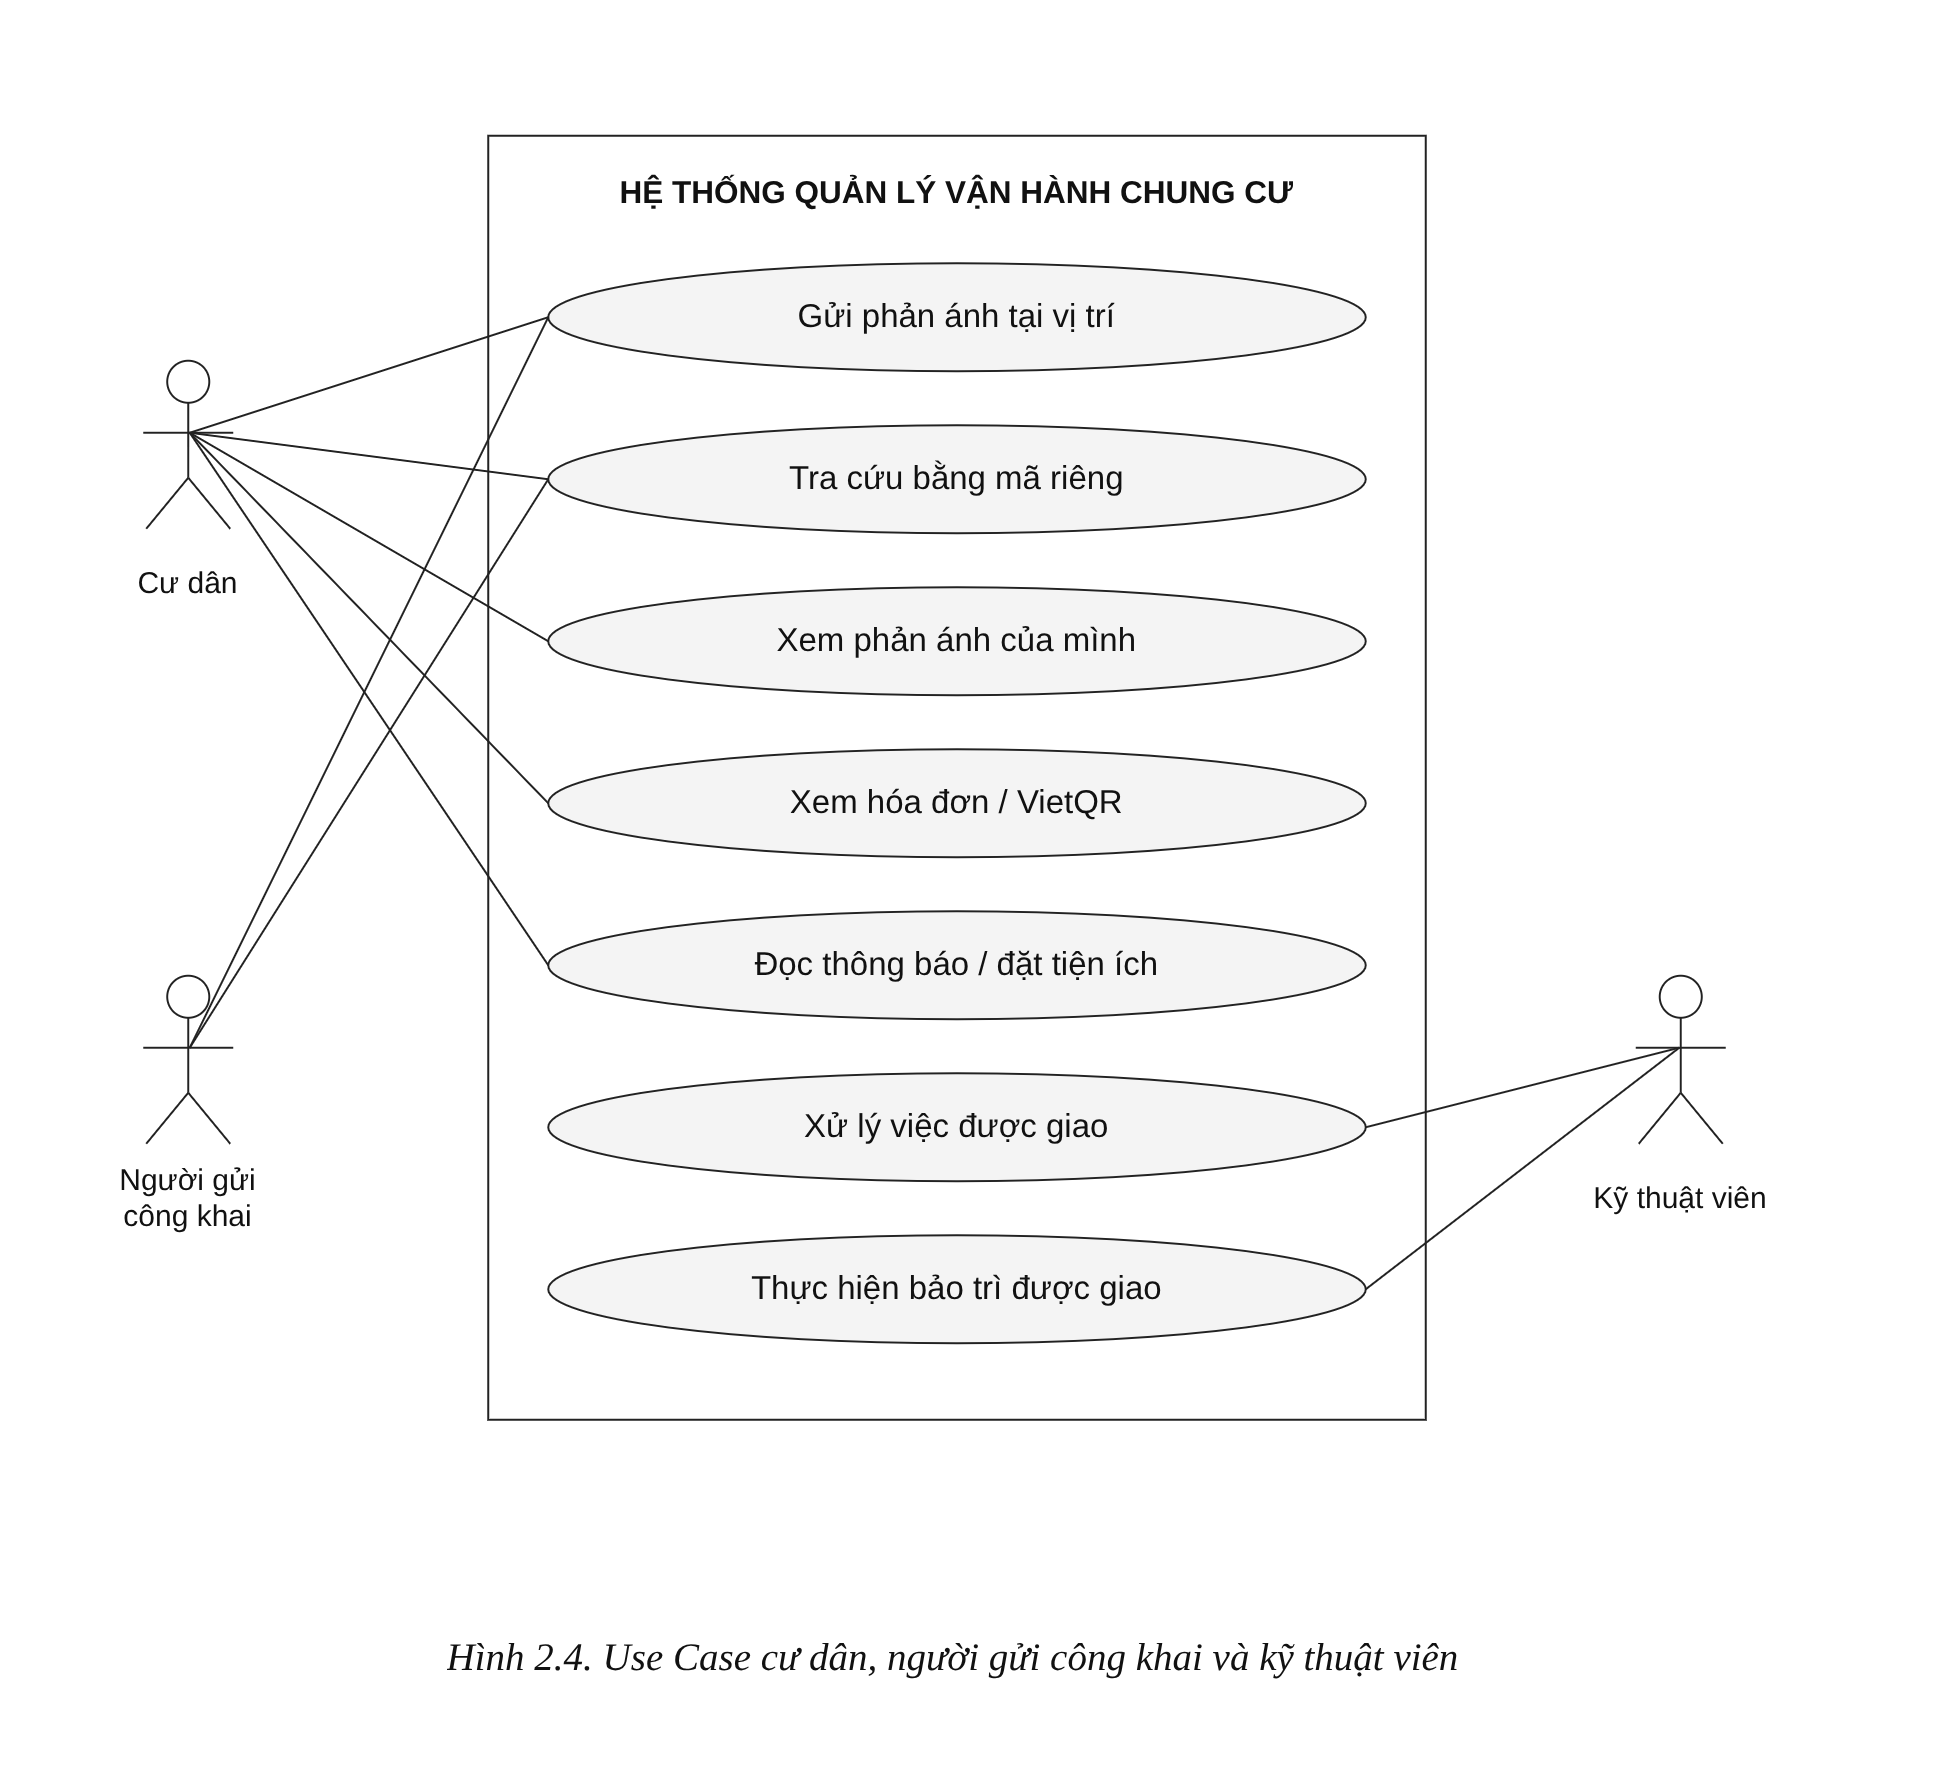 HỆ THỐNG QUẢN LÝ VẬN HÀNH CHUNG CƯ
Gửi phản ánh tại vị trí
Tra cứu bằng mã riêng
Cư dân
Xem phản ánh của mình
Xem hóa đơn / VietQR
Đọc thông báo / đặt tiện ích
Xử lý việc được giao
Người gửi
công khai
Kỹ thuật viên
Thực hiện bảo trì được giao
Hình 2.4. Use Case cư dân, người gửi công khai và kỹ thuật viên